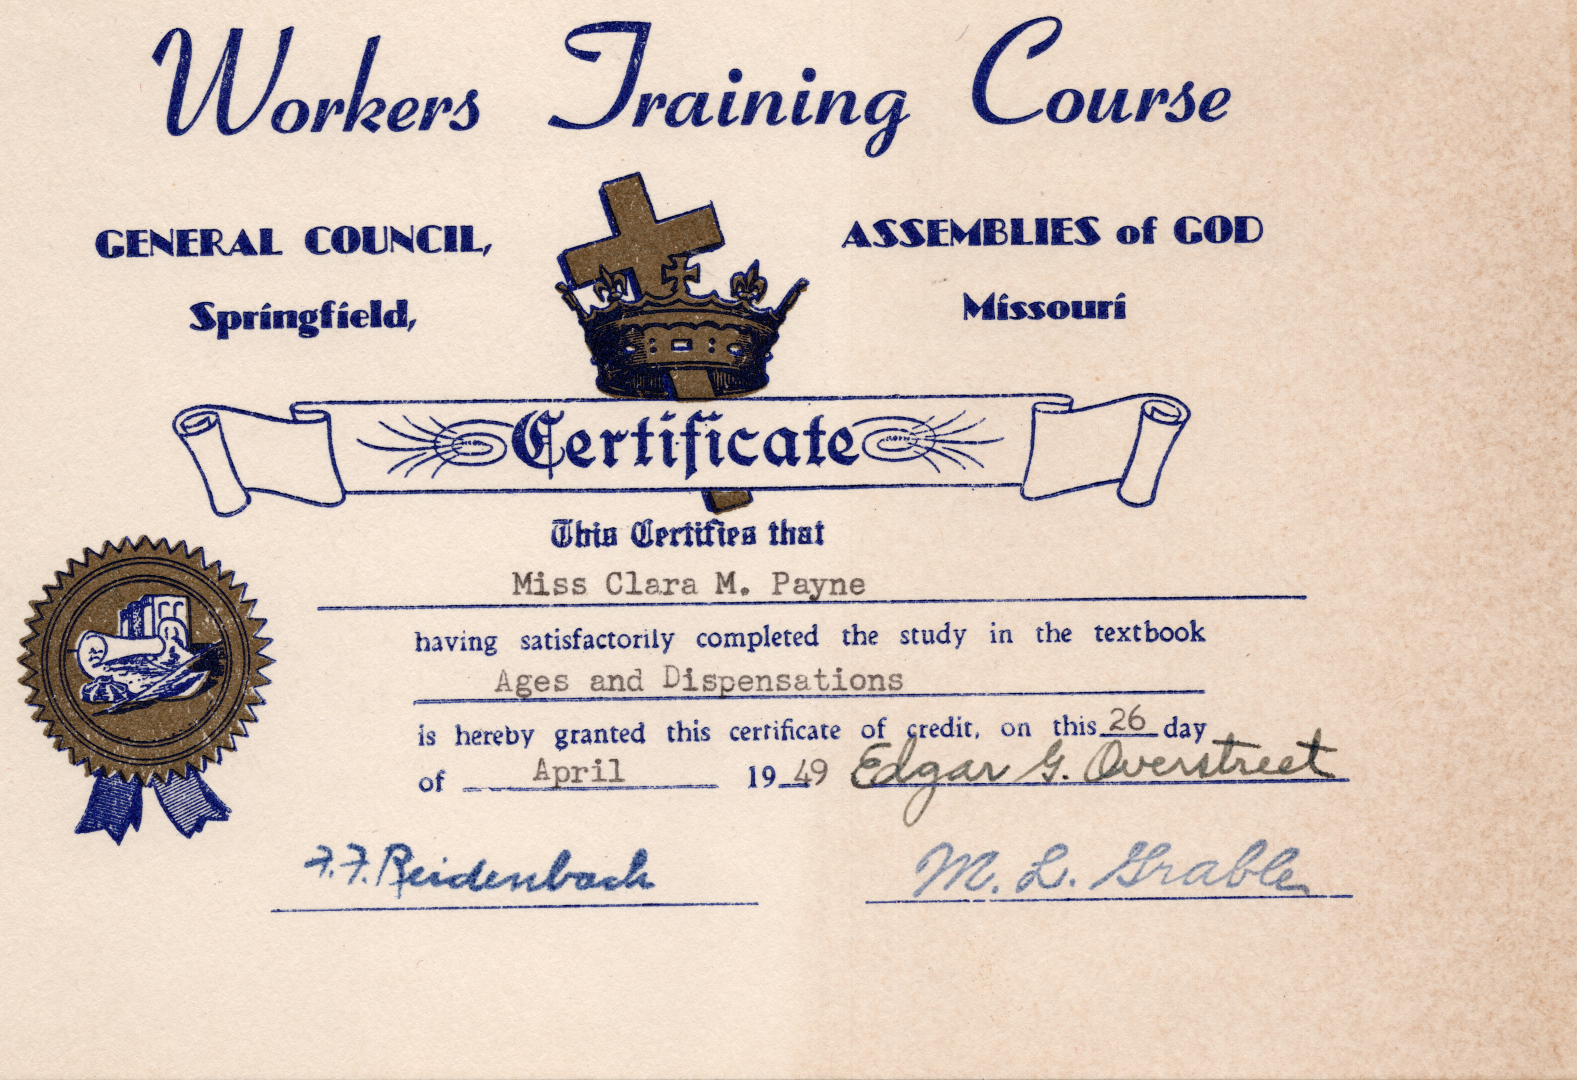 Workers Training Course
GENERAL COUNCIL, ASSEMBLIES of GOD
Springfield, Missouri
Certificate
This Certifies that
Miss Clara M. Payne
having satisfactorily completed the study in the textbook
Ages and Dispensations
is hereby granted this certificate of credit, on this 26 day
of April 1949 Edgar G. Overstreet
F. F. Reidenbach M. L. Grable